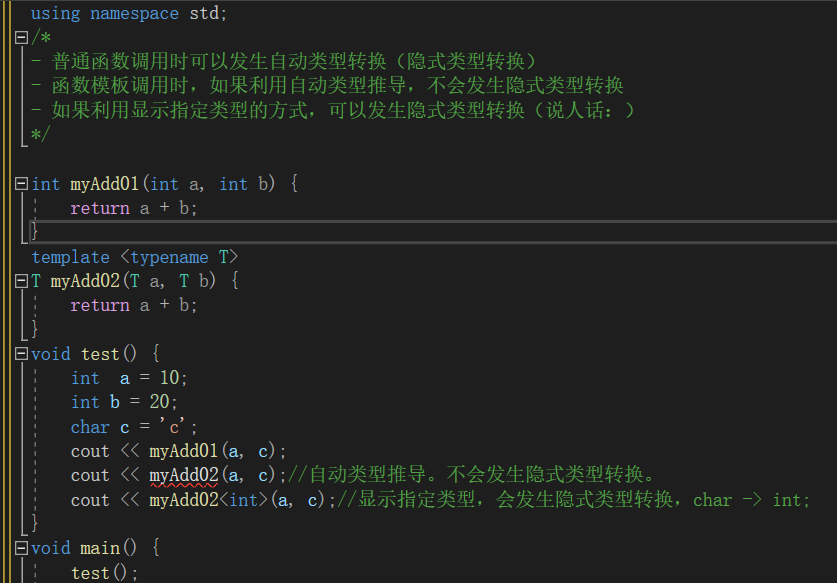 using namespace std;
/*
- 普通函数调用时可以发生自动类型转换（隐式类型转换）
- 函数模板调用时，如果利用自动类型推导，不会发生隐式类型转换
- 如果利用显示指定类型的方式，可以发生隐式类型转换（说人话：）
*/
int myAdd01(int a, int b) {
return a + b;
}
template <typename T>
T myAdd02(T a, T b) {
return a + b;
}
void test() {
int  a = 10;
int b = 20;
char c = 'c';
cout << myAdd01(a, c);
cout << myAdd02(a, c);//自动类型推导。不会发生隐式类型转换。
cout << myAdd02<int>(a, c);//显示指定类型，会发生隐式类型转换，char -> int;
}
void main() {
test();